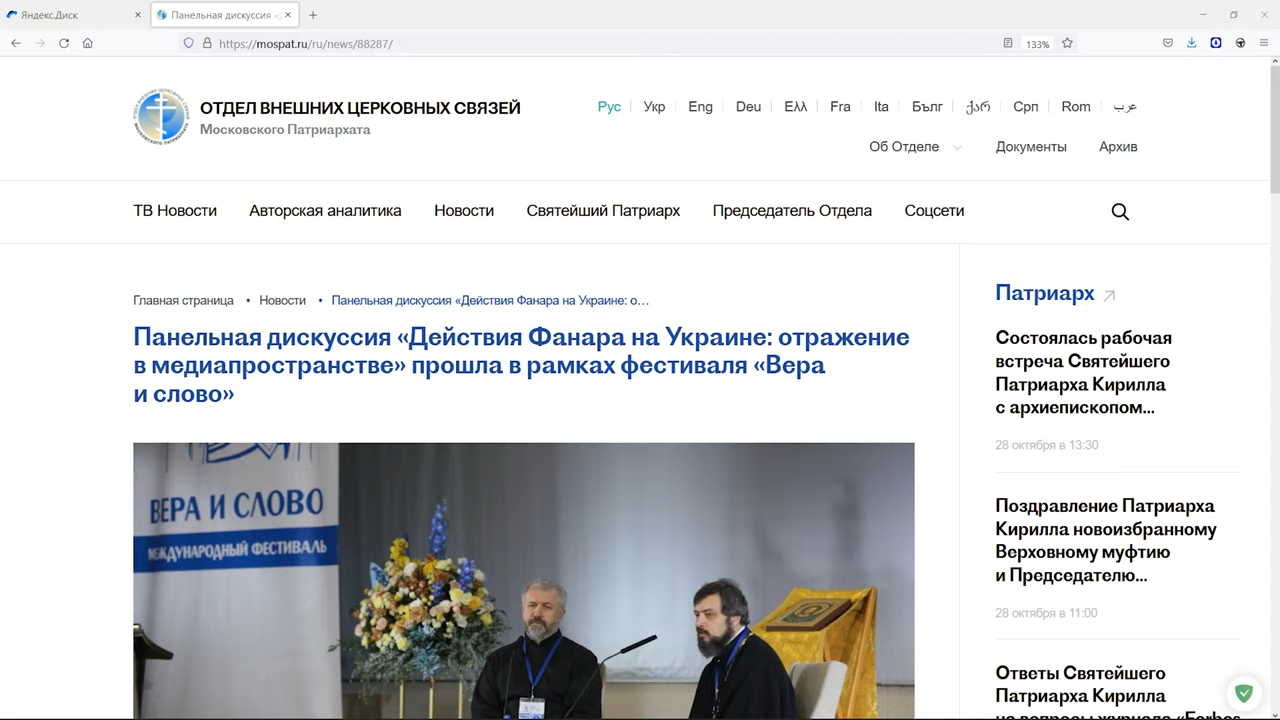 Яндекс.Диск
Панельная дискуссия «
https://mospat.ru/ru/news/88287/
133%
ОТДЕЛ ВНЕШНИХ ЦЕРКОВНЫХ СВЯЗЕЙ
Московского Патриархата
Рус Укр Eng Deu Ελλ Fra Ita Бълг ქარ Срп Rom عرب
Об Отделе Документы Архив
ТВ Новости Авторская аналитика Новости Святейший Патриарх Председатель Отдела Соцсети
Главная страница • Новости • Панельная дискуссия «Действия Фанара на Украине: о…
Панельная дискуссия «Действия Фанара на Украине: отражение
в медиапространстве» прошла в рамках фестиваля «Вера
и слово»
ВЕРА И СЛОВО
МЕЖДУНАРОДНЫЙ ФЕСТИВАЛЬ
Патриарх
Состоялась рабочая
встреча Святейшего
Патриарха Кирилла
с архиепископом…
28 октября в 13:30
Поздравление Патриарха
Кирилла новоизбранному
Верховному муфтию
и Председателю…
28 октября в 11:00
Ответы Святейшего
Патриарха Кирилла
на вопросы журнала «Forbes